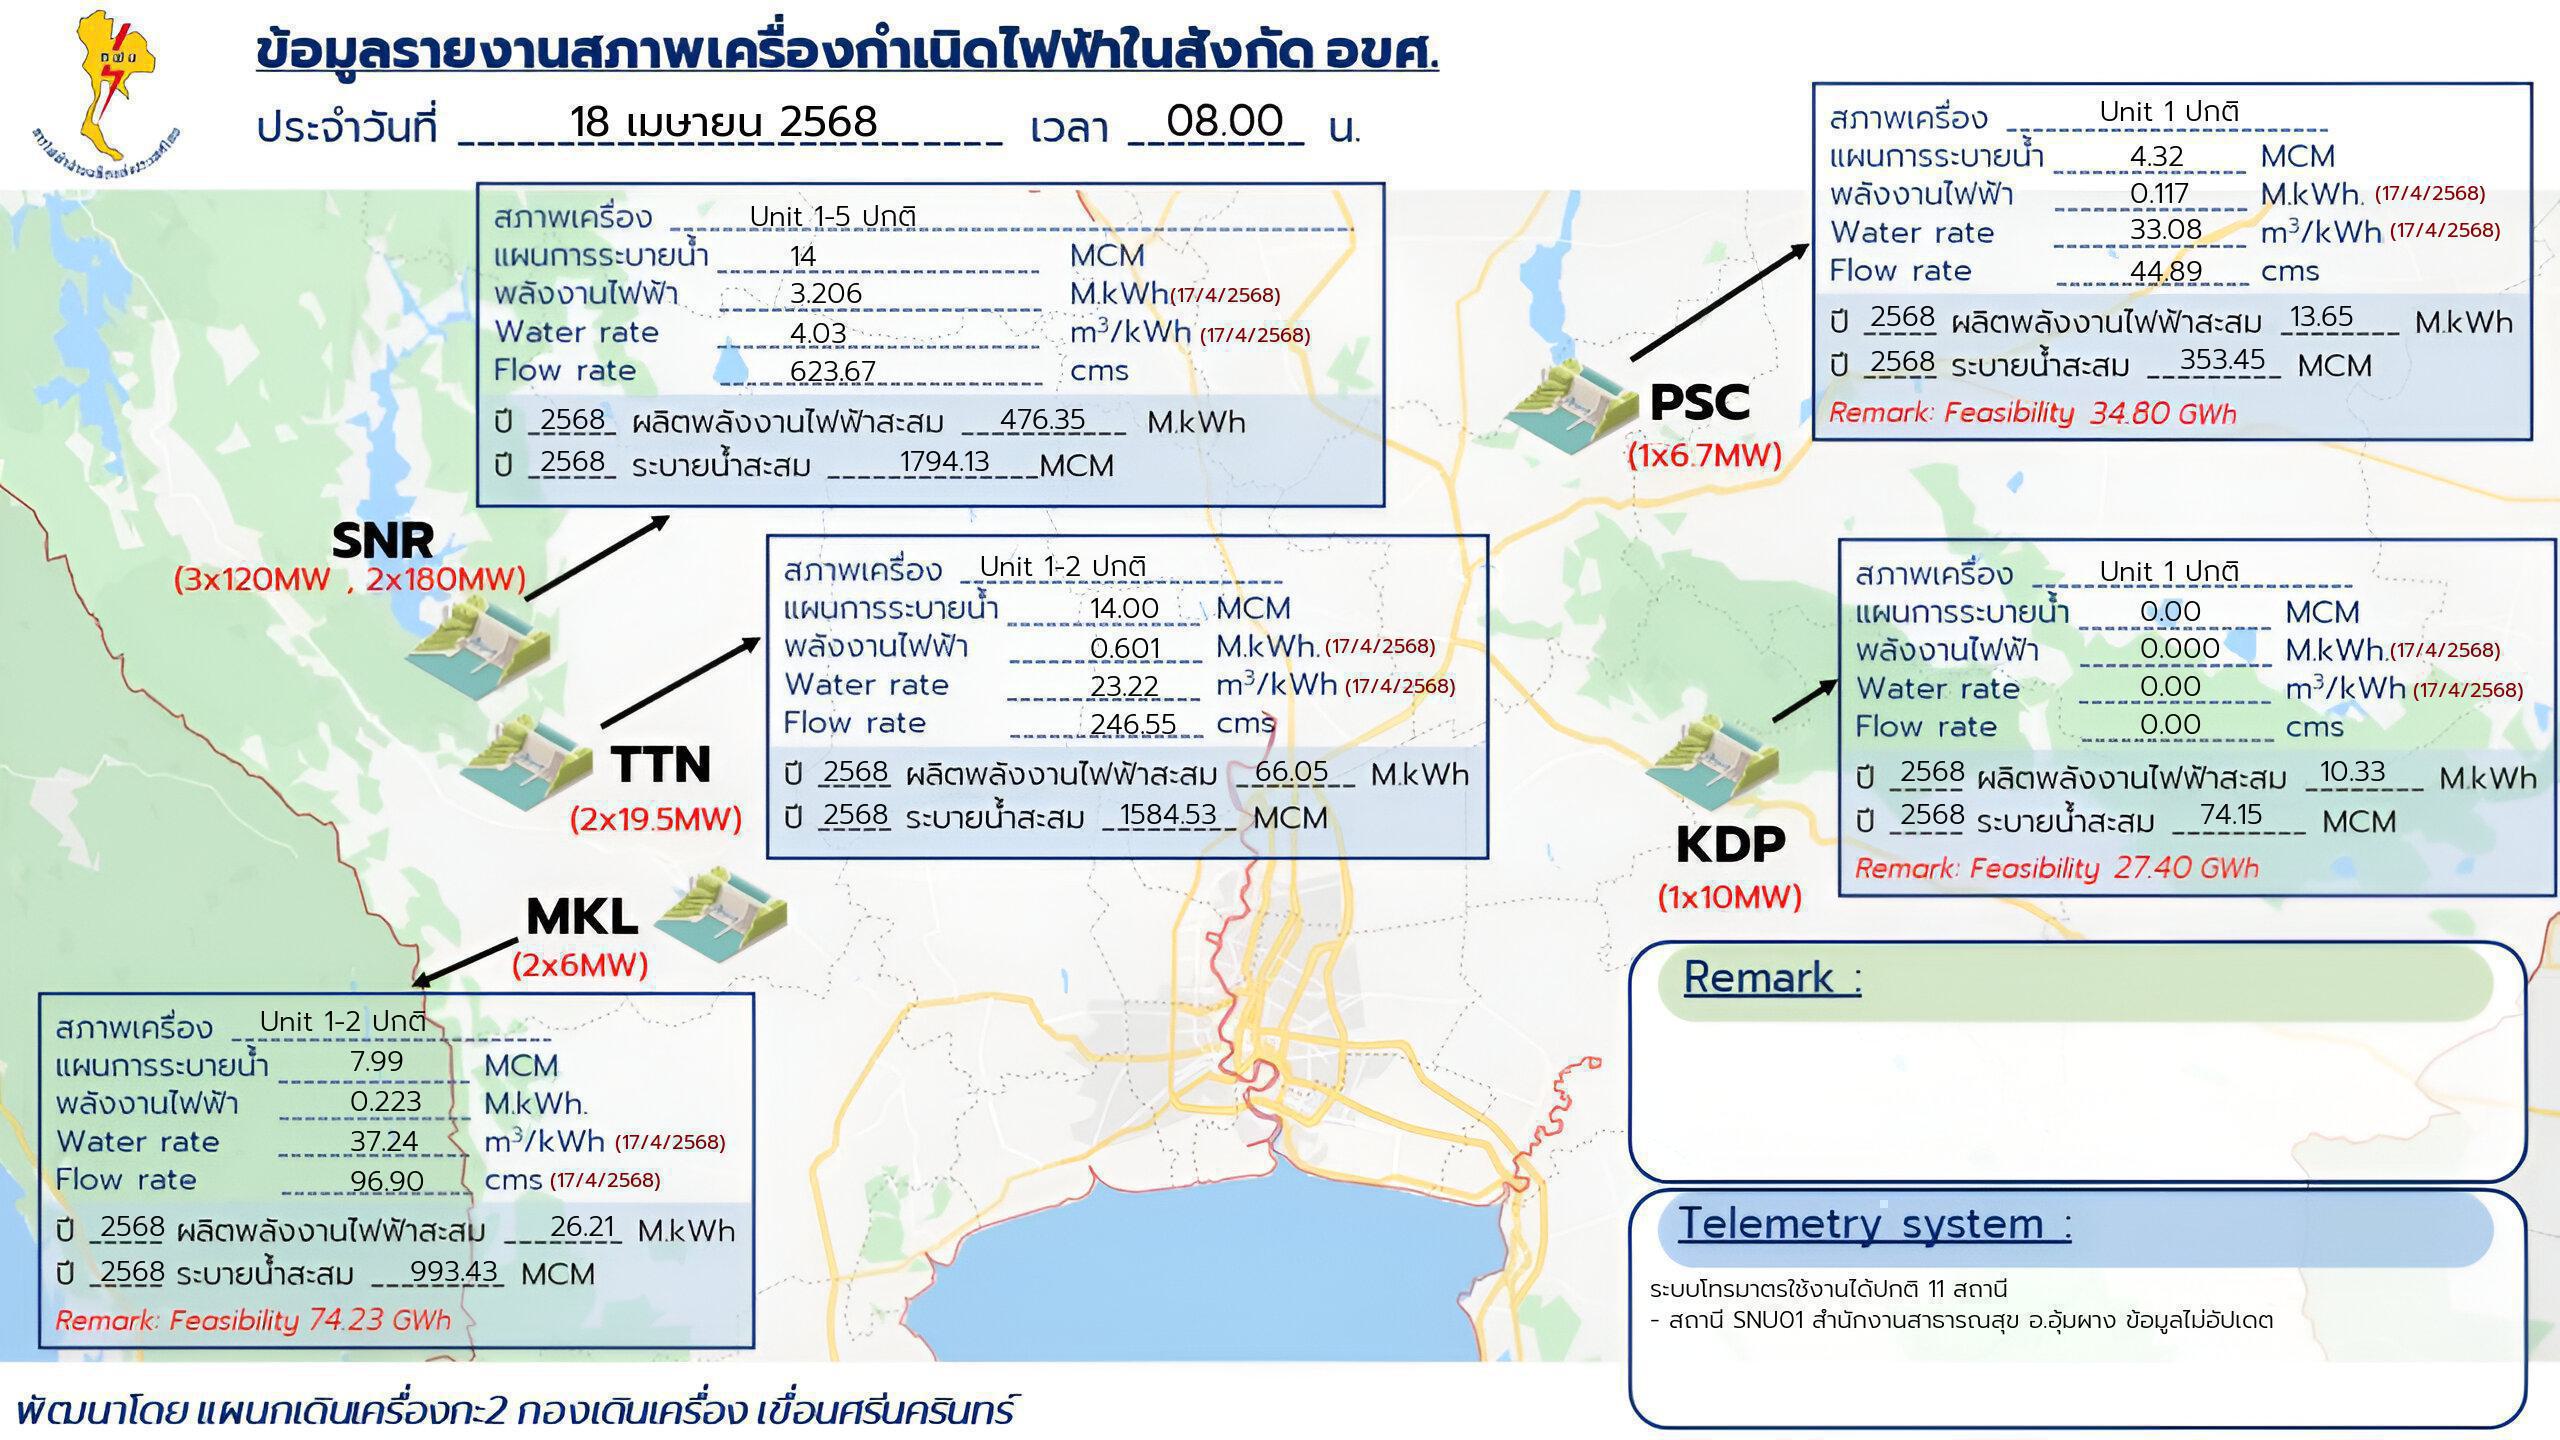 กฟผ
การไฟฟ้าฝ่ายผลิตแห่งประเทศไทย
ข้อมูลรายงานสภาพเครื่องกำเนิดไฟฟ้าในสังกัด อขศ.
ประจำวันที่ 18 เมษายน 2568 เวลา 08.00 น.
สภาพเครื่อง Unit 1-5 ปกติ
แผนการระบายน้ำ 14 MCM
พลังงานไฟฟ้า 3.206 M.kWh(17/4/2568)
Water rate 4.03 m³/kWh (17/4/2568)
Flow rate 623.67 cms
ปี 2568 ผลิตพลังงานไฟฟ้าสะสม 476.35 M.kWh
ปี 2568 ระบายน้ำสะสม 1794.13 MCM
SNR
(3x120MW , 2x180MW)
สภาพเครื่อง Unit 1 ปกติ
แผนการระบายน้ำ 4.32 MCM
พลังงานไฟฟ้า 0.117 M.kWh. (17/4/2568)
Water rate 33.08 m³/kWh (17/4/2568)
Flow rate 44.89 cms
ปี 2568 ผลิตพลังงานไฟฟ้าสะสม 13.65 M.kWh
ปี 2568 ระบายน้ำสะสม 353.45 MCM
Remark: Feasibility 34.80 GWh
PSC
(1x6.7MW)
สภาพเครื่อง Unit 1-2 ปกติ
แผนการระบายน้ำ 14.00 MCM
พลังงานไฟฟ้า 0.601 M.kWh. (17/4/2568)
Water rate 23.22 m³/kWh (17/4/2568)
Flow rate 246.55 cms
ปี 2568 ผลิตพลังงานไฟฟ้าสะสม 66.05 M.kWh
ปี 2568 ระบายน้ำสะสม 1584.53 MCM
TTN
(2x19.5MW)
สภาพเครื่อง Unit 1 ปกติ
แผนการระบายน้ำ 0.00 MCM
พลังงานไฟฟ้า 0.000 M.kWh.(17/4/2568)
Water rate 0.00 m³/kWh (17/4/2568)
Flow rate 0.00 cms
ปี 2568 ผลิตพลังงานไฟฟ้าสะสม 10.33 M.kWh
ปี 2568 ระบายน้ำสะสม 74.15 MCM
Remark: Feasibility 27.40 GWh
KDP
(1x10MW)
MKL
(2x6MW)
สภาพเครื่อง Unit 1-2 ปกติ
แผนการระบายน้ำ 7.99 MCM
พลังงานไฟฟ้า 0.223 M.kWh.
Water rate 37.24 m³/kWh (17/4/2568)
Flow rate 96.90 cms (17/4/2568)
ปี 2568 ผลิตพลังงานไฟฟ้าสะสม 26.21 M.kWh
ปี 2568 ระบายน้ำสะสม 993.43 MCM
Remark: Feasibility 74.23 GWh
Remark :
Telemetry system :
ระบบโทรมาตรใช้งานได้ปกติ 11 สถานี
- สถานี SNU01 สำนักงานสาธารณสุข อ.อุ้มผาง ข้อมูลไม่อัปเดต
พัฒนาโดย แผนกเดินเครื่องกะ2 กองเดินเครื่อง เขื่อนศรีนครินทร์